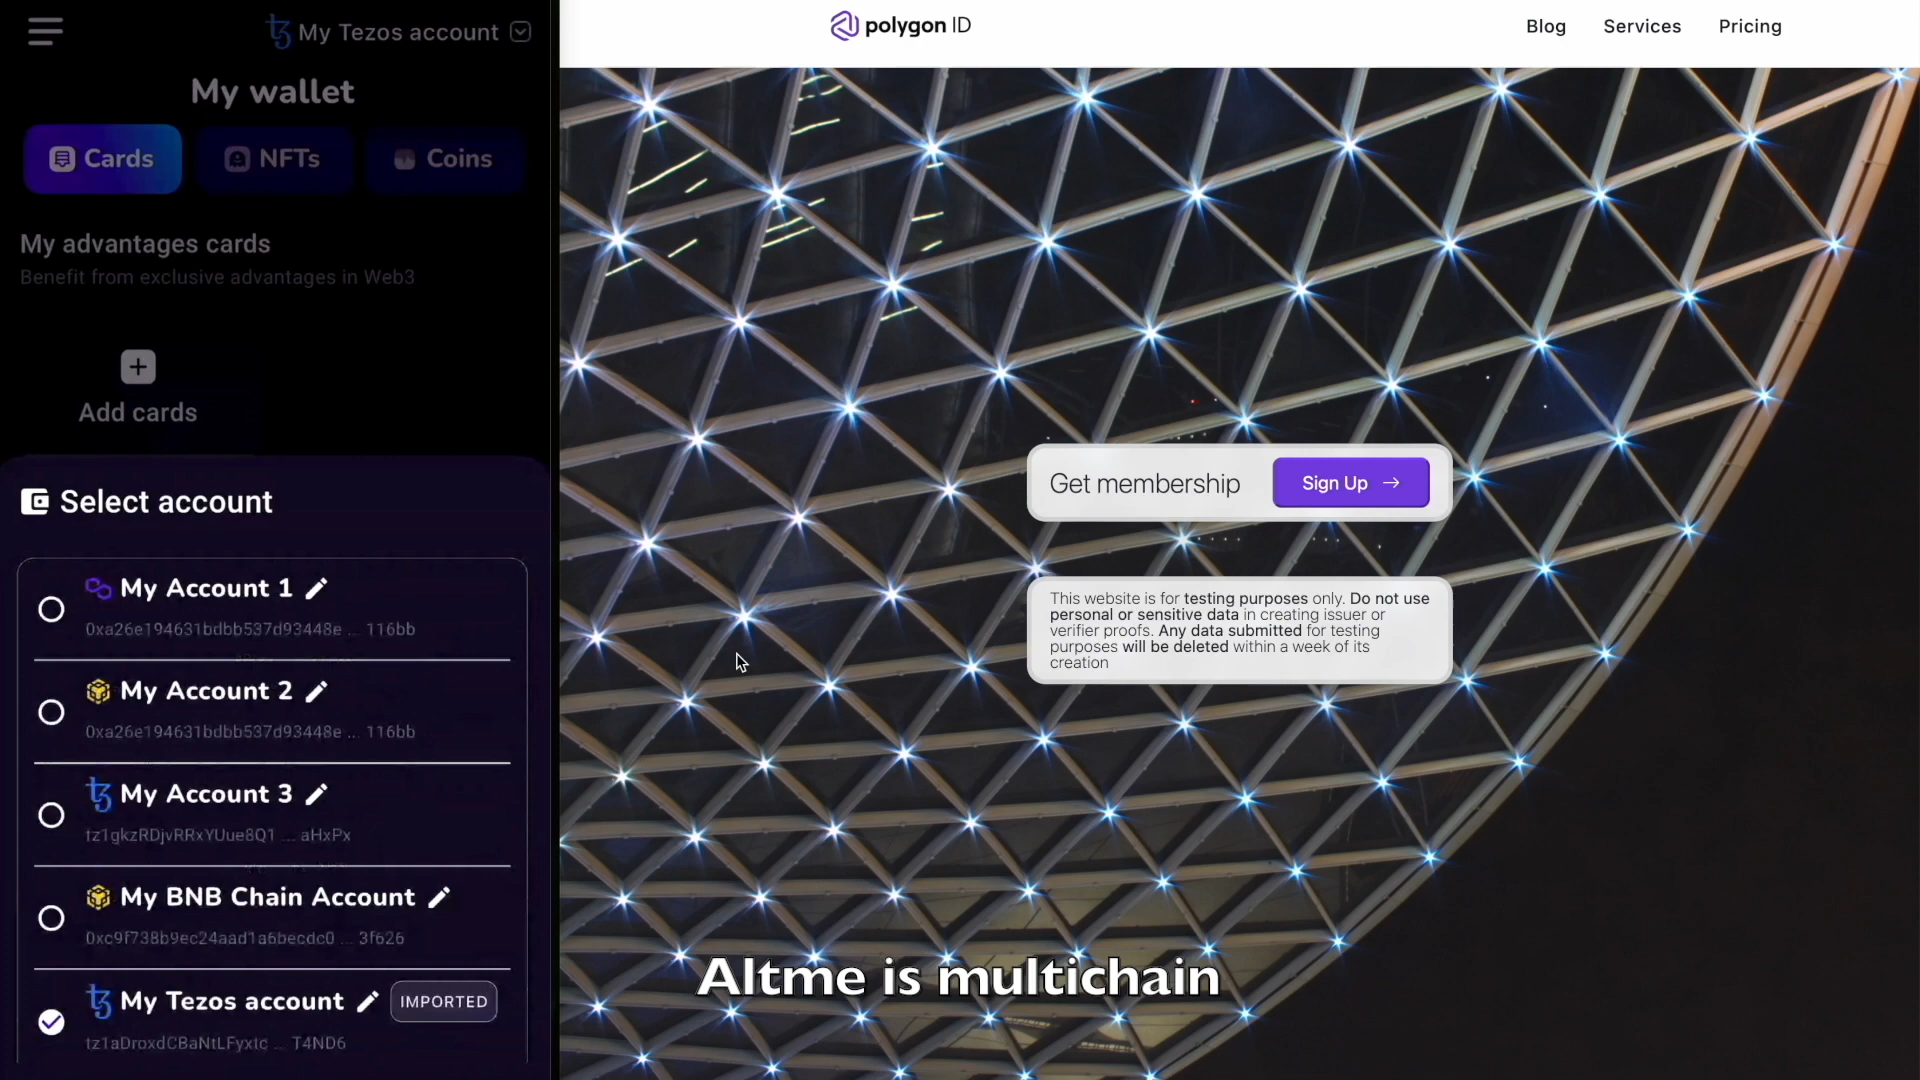 My Tezos account
My wallet
Cards
NFTs
Coins
My advantages cards
Benefit from exclusive advantages in Web3
Add cards
Select account
My Account 1
0xa26e194631bdbb537d93448e ... 116bb
My Account 2
0xa26e194631bdbb537d93448e ... 116bb
My Account 3
tz1gkzRDjvRRxYUue8Q1 ... aHxPx
My BNB Chain Account
0xc9f738b9ec24aad1a6becdc0 ... 3f626
My Tezos account IMPORTED
tz1aDroxdCBaNtLFyxtc ... T4ND6
polygon ID
Blog
Services
Pricing
Get membership
Sign Up →
This website is for testing purposes only. Do not use
personal or sensitive data in creating issuer or
verifier proofs. Any data submitted for testing
purposes will be deleted within a week of its
creation
Altme is multichain